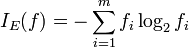 I_E(f) = -\sum_{i=1}^{m} f_i \log_2 f_i